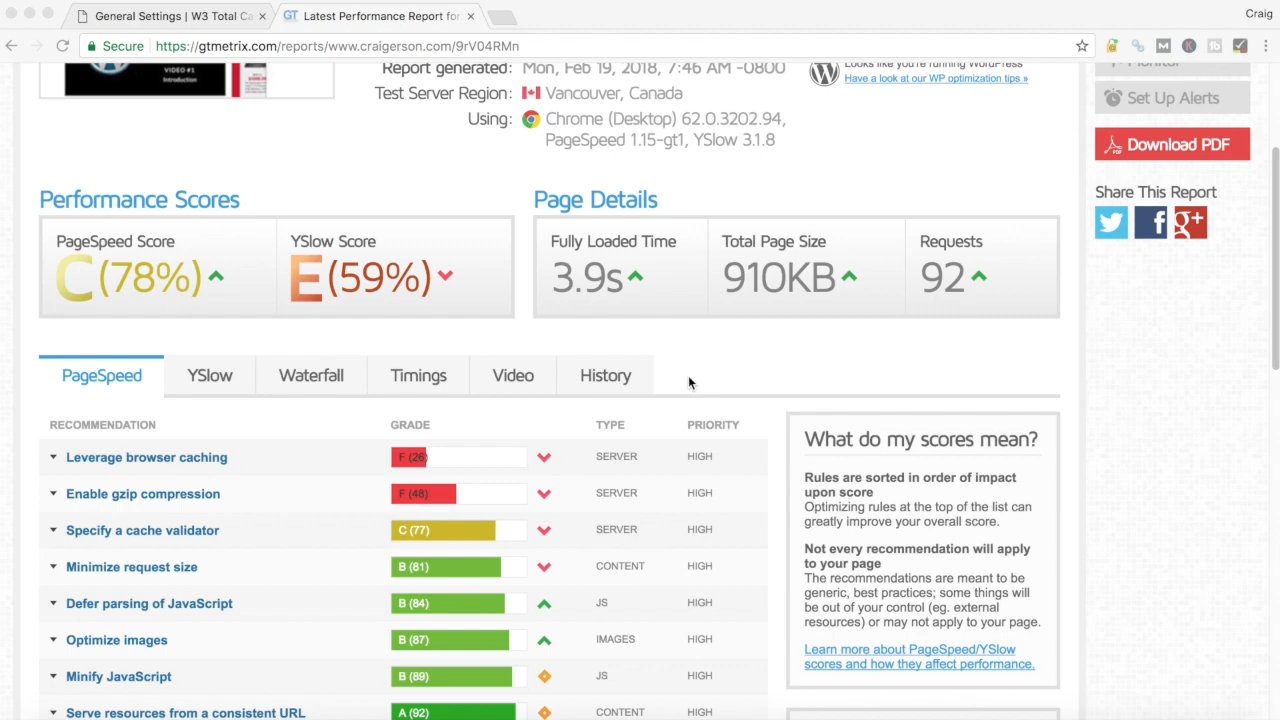 General Settings | W3 Total Ca
GT Latest Performance Report for
Craig
Secure https://gtmetrix.com/reports/www.craigerson.com/9rV04RMn
VIDEO #1
Introduction
Report generated: Mon, Feb 19, 2018, 7:46 AM -0800
Test Server Region: Vancouver, Canada
Using: Chrome (Desktop) 62.0.3202.94,
PageSpeed 1.15-gt1, YSlow 3.1.8
Looks like you're running WordPress
Have a look at our WP optimization tips »
Monitor
Set Up Alerts
Download PDF
Share This Report
Performance Scores
PageSpeed Score
C(78%)
YSlow Score
E(59%)
Page Details
Fully Loaded Time
3.9s
Total Page Size
910KB
Requests
92
PageSpeed YSlow Waterfall Timings Video History
RECOMMENDATION GRADE TYPE PRIORITY
Leverage browser caching F (26) SERVER HIGH
Enable gzip compression F (48) SERVER HIGH
Specify a cache validator C (77) SERVER HIGH
Minimize request size B (81) CONTENT HIGH
Defer parsing of JavaScript B (84) JS HIGH
Optimize images B (87) IMAGES HIGH
Minify JavaScript B (89) JS HIGH
Serve resources from a consistent URL A (92) CONTENT HIGH
What do my scores mean?
Rules are sorted in order of impact
upon score
Optimizing rules at the top of the list can
greatly improve your overall score.
Not every recommendation will apply
to your page
The recommendations are meant to be
generic, best practices; some things will
be out of your control (eg. external
resources) or may not apply to your page.
Learn more about PageSpeed/YSlow
scores and how they affect performance.